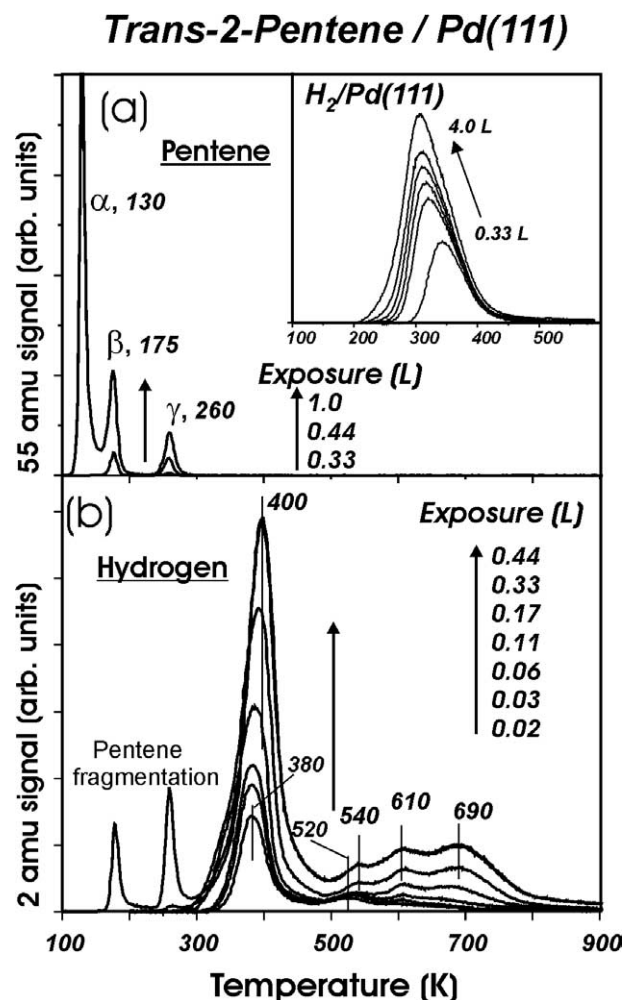 Trans-2-Pentene / Pd(111)
(a)
Pentene
α, 130
β, 175
γ, 260
55 amu signal (arb. units)
H2/Pd(111)
4.0 L
0.33 L
100 200 300 400 500
Exposure (L)
1.0
0.44
0.33
(b)
Hydrogen
400
Exposure (L)
0.44
0.33
0.17
0.11
0.06
0.03
0.02
Pentene
fragmentation
380
520
540
610
690
2 amu signal (arb. units)
100 300 500 700 900
Temperature (K)